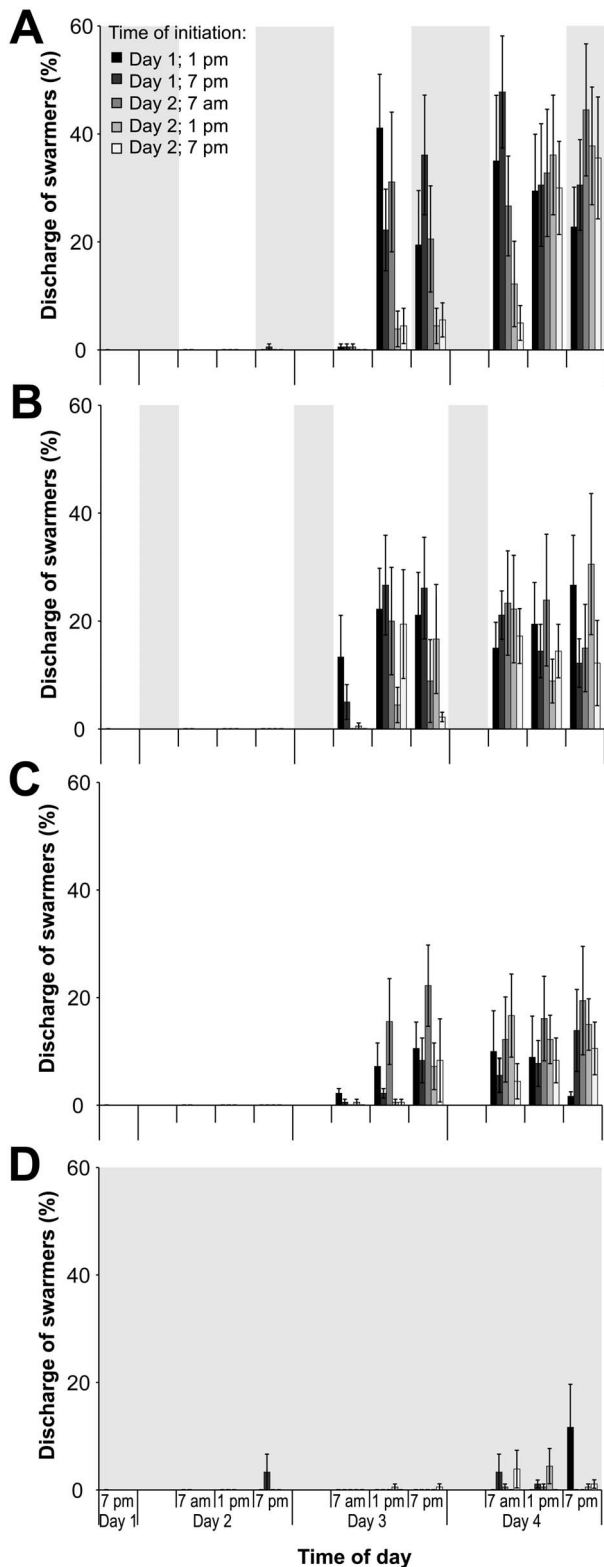 A
Discharge of swarmers (%)
60
40
20
0
Time of initiation:
Day 1; 1 pm
Day 1; 7 pm
Day 2; 7 am
Day 2; 1 pm
Day 2; 7 pm
B
Discharge of swarmers (%)
60
40
20
0
C
Discharge of swarmers (%)
60
40
20
0
D
Discharge of swarmers (%)
60
40
20
0
7 pm 7 am 1 pm 7 pm 7 am 1 pm 7 pm 7 am 1 pm 7 pm
Day 1 Day 2 Day 3 Day 4
Time of day